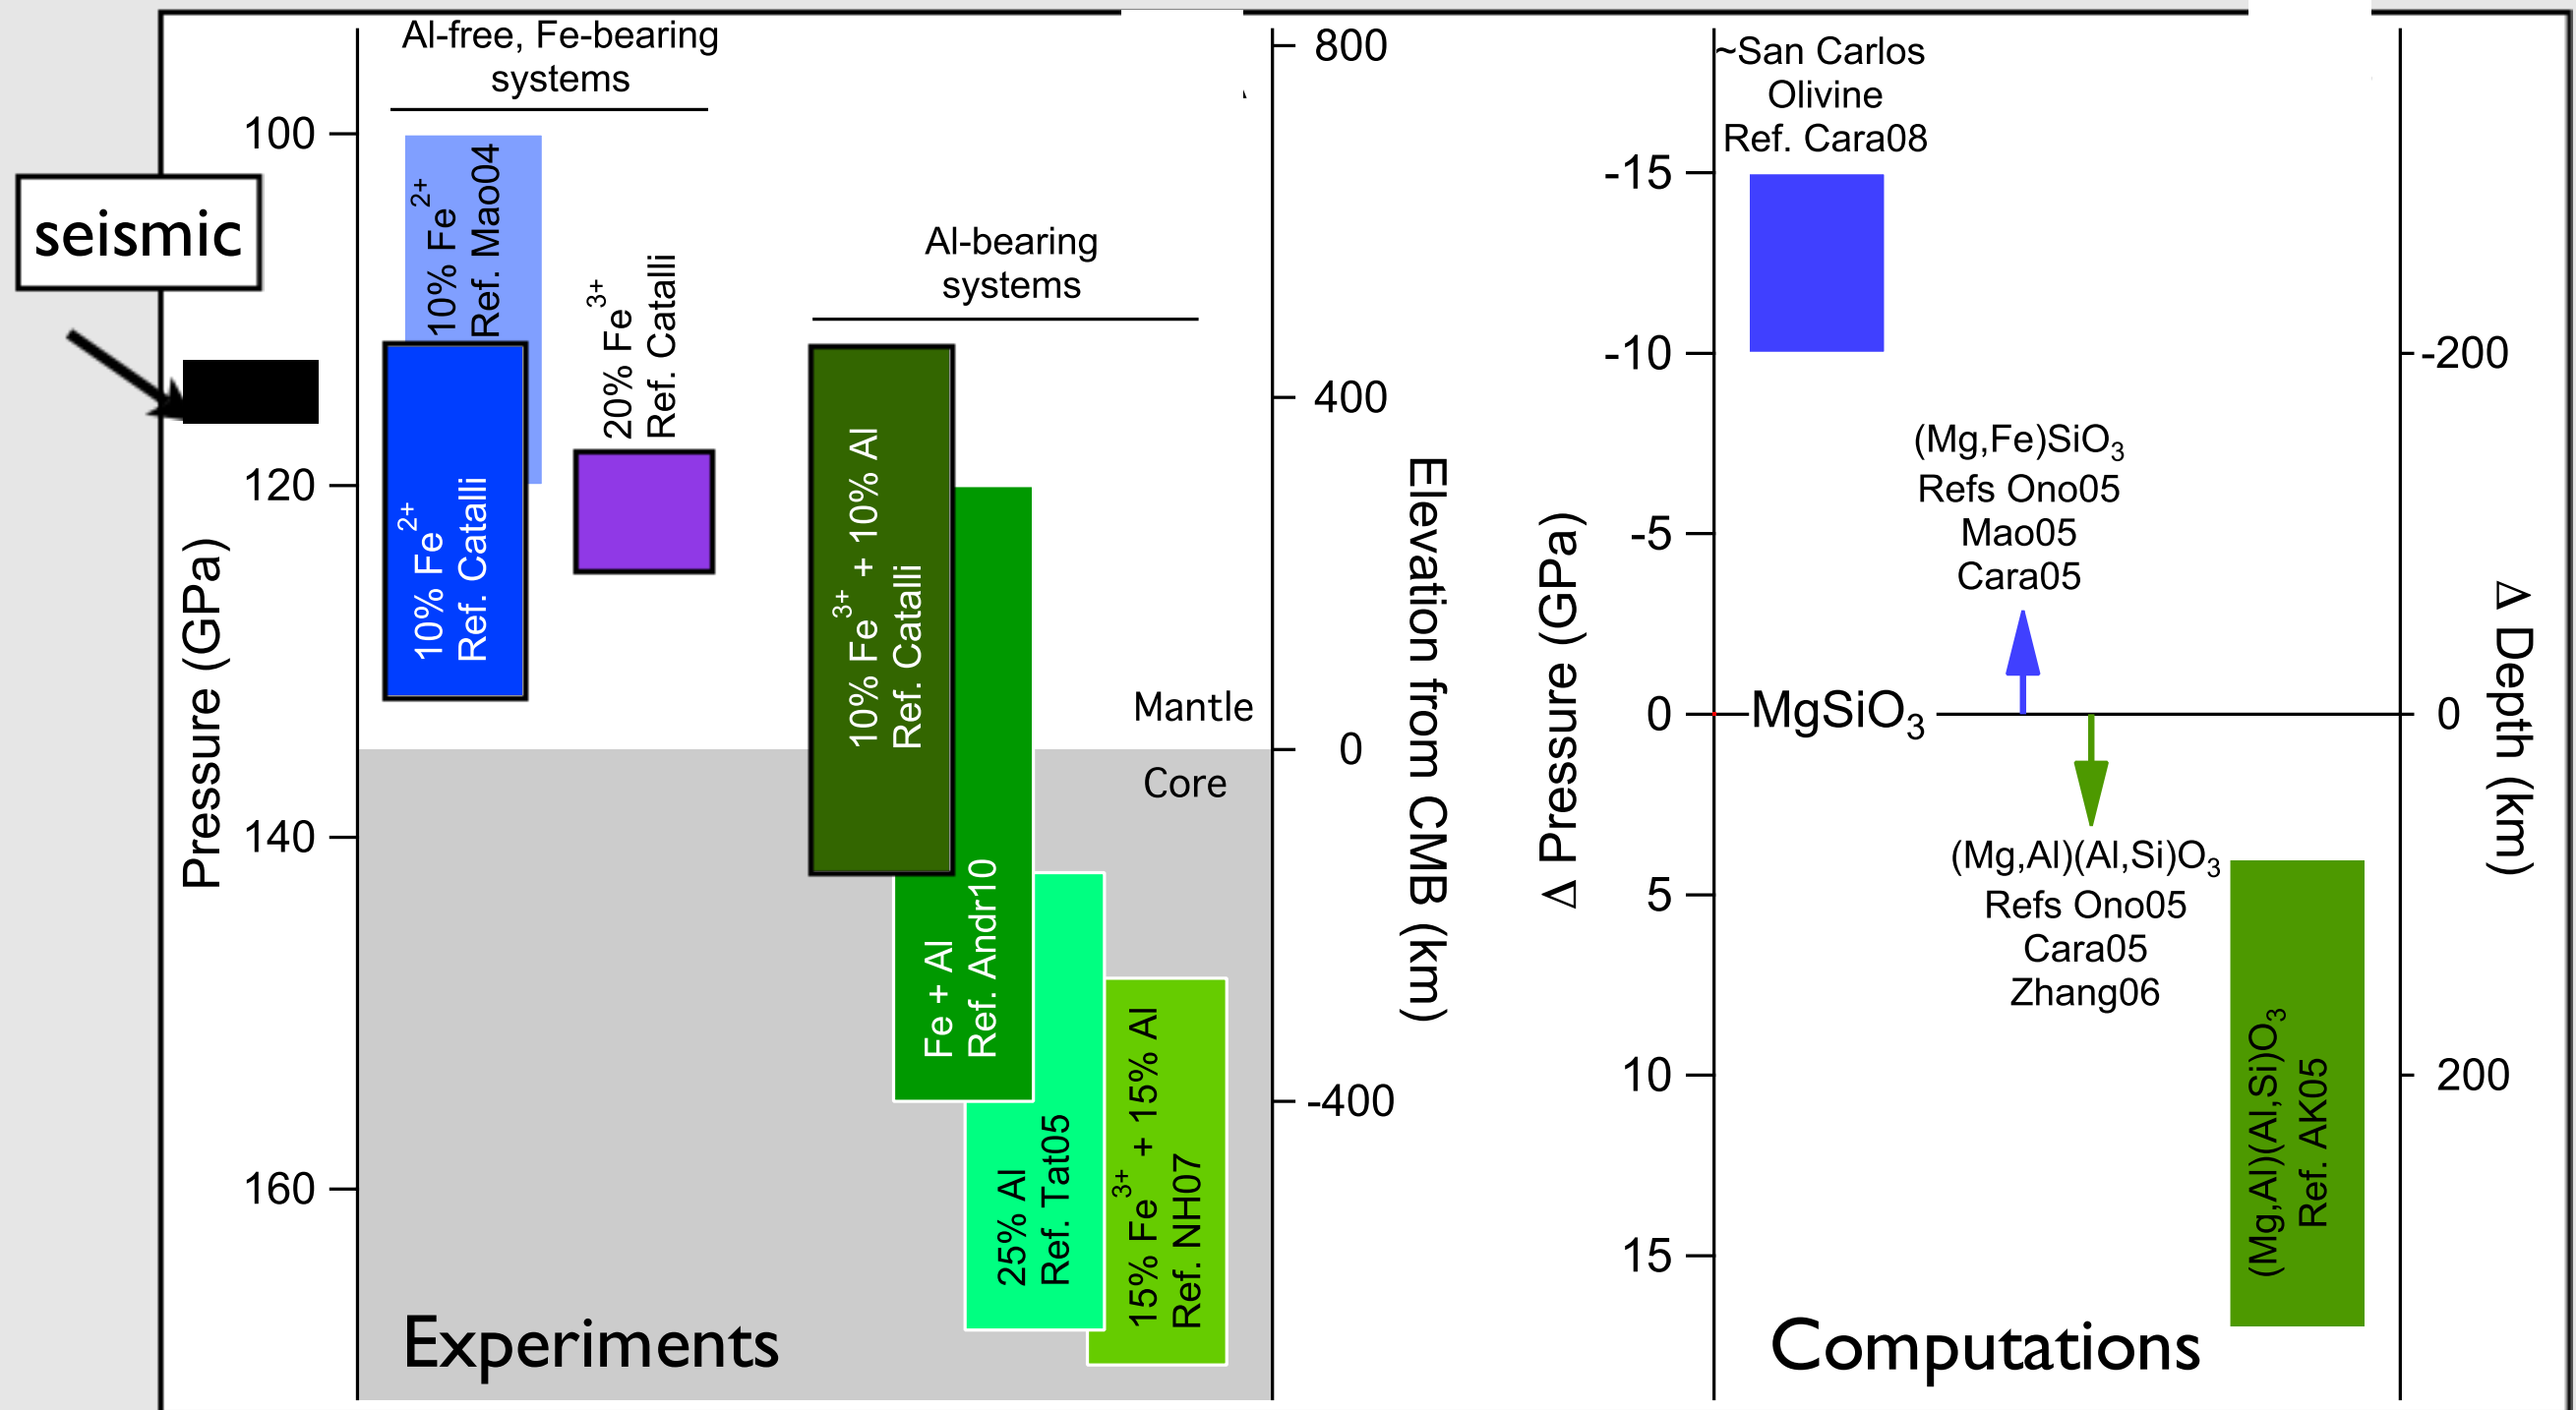 Al-free, Fe-bearing
systems
800
~San Carlos
Olivine
Ref. Cara08
100
-15
seismic
10% Fe2+
Ref. Mao04
20% Fe3+
Ref. Catalli
Al-bearing
systems
-10
-200
400
120
10% Fe2+
Ref. Catalli
10% Fe3+ + 10% Al
Ref. Catalli
(Mg,Fe)SiO3
Refs Ono05
Mao05
Cara05
-5
Pressure (GPa)
Elevation from CMB (km)
Δ Pressure (GPa)
Δ Depth (km)
Mantle
0
Core
0
MgSiO3
0
140
Fe + Al
Ref. Andr10
(Mg,Al)(Al,Si)O3
Refs Ono05
Cara05
Zhang06
5
-400
10
200
160
25% Al
Ref. Tat05
15% Fe3+ + 15% Al
Ref. NH07
(Mg,Al)(Al,Si)O3
Ref. AK05
15
Experiments
Computations